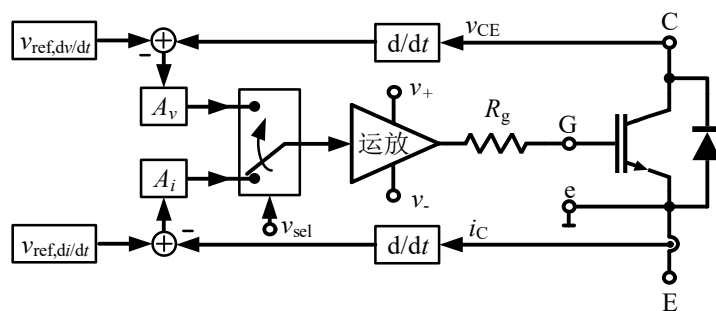 v_ref,dv/dt
-
d/dt
v_CE
C
A_v
v_+
运放
R_g
G
A_i
v_-
e
v_ref,di/dt
-
v_sel
d/dt
i_C
E